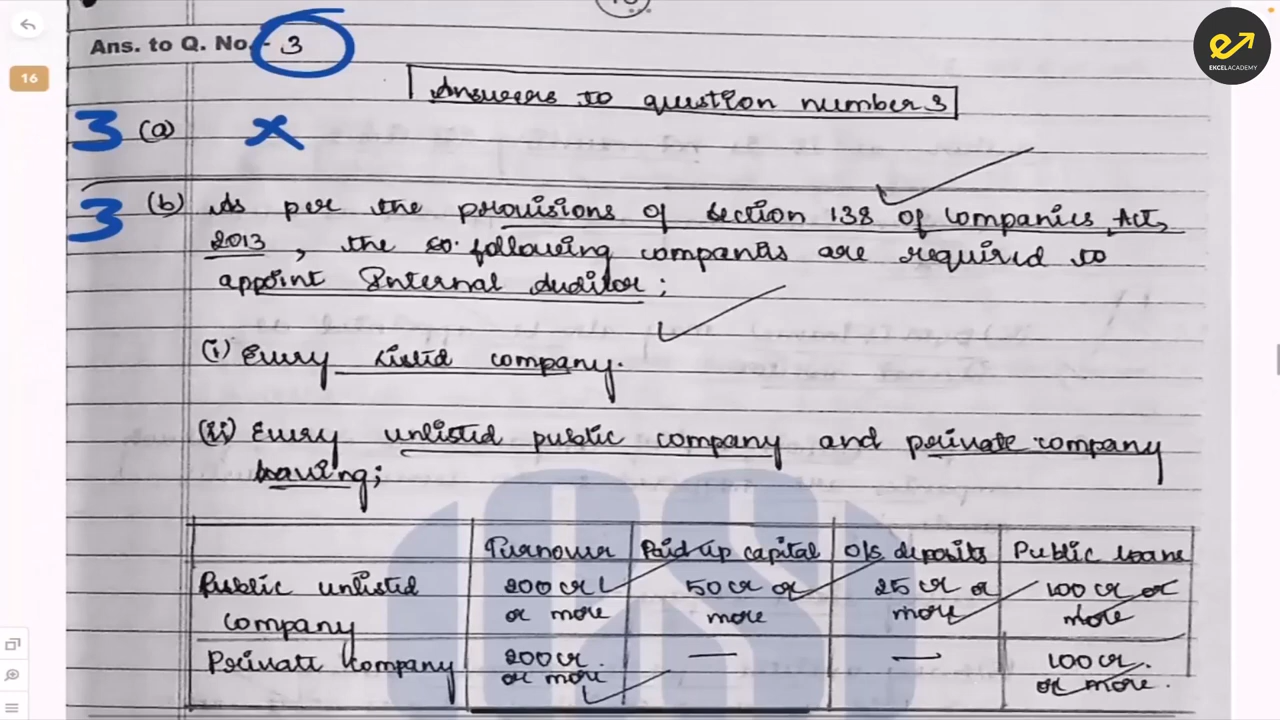 Ans. to Q. No. - 3
16
EKCELACADEMY
Answers to question number 3
3 (a) x
3 (b) As per the provisions of section 138 of Companies Act,
2013, the so. following companies are required to
appoint Internal Auditor;
(i) Every Listed company.
(ii) Every unlisted public company and private company
having;
Turnover Paid up capital O/s deposits Public loans
Public unlisted 200 cr 50 cr or 25 cr or 100 cr or
company or more more more more
Private company 200 cr. — — 100 cr.
or more or more.